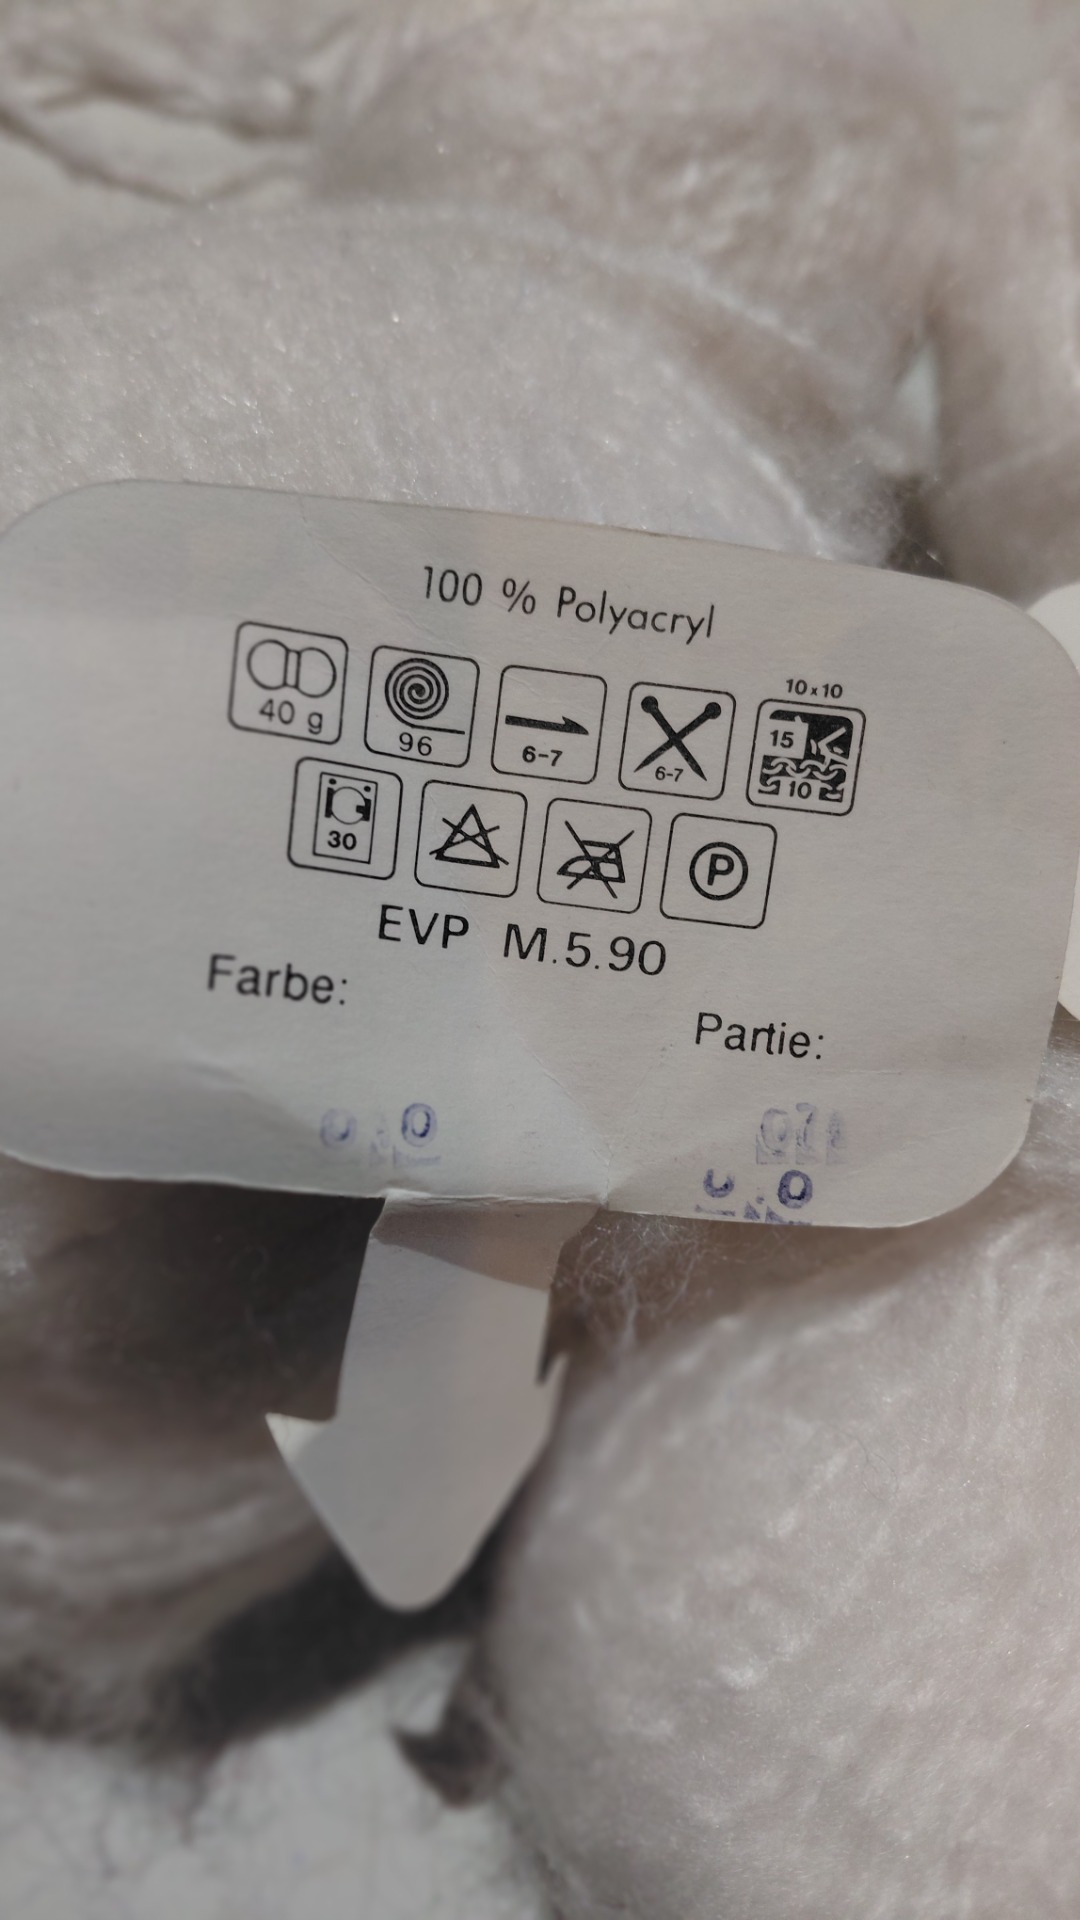 100 % Polyacryl
10x10
40 g 96 6-7 6-7 15 10
30 P
EVP M.5.90
Farbe:
Partie: